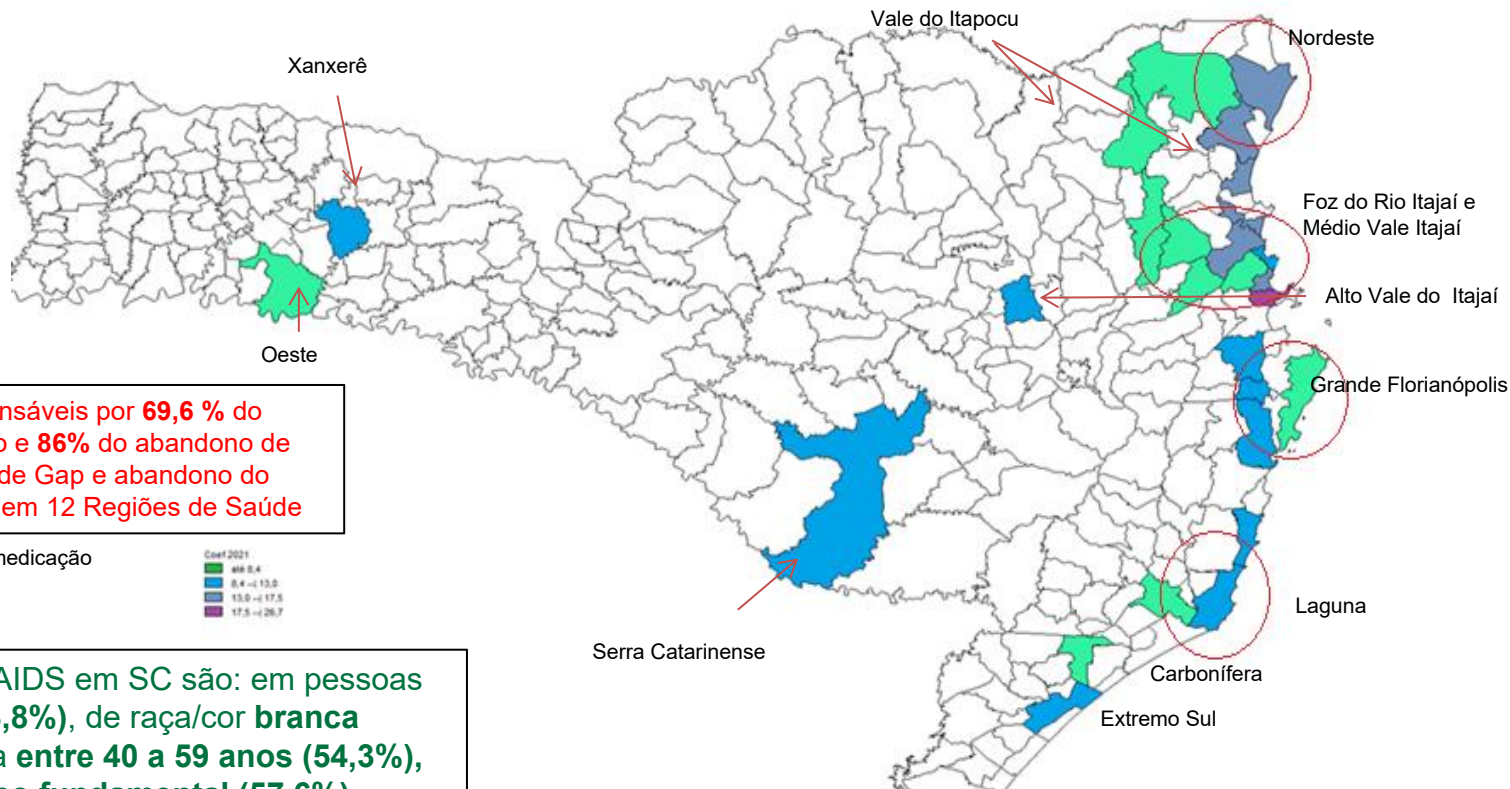 Vale do Itapocu
Nordeste
Xanxerê
Foz do Rio Itajaí e
Médio Vale Itajaí
Alto Vale do Itajaí
Oeste
Grande Florianópolis
nsáveis por 69,6 % do
o e 86% do abandono de
de Gap e abandono do
em 12 Regiões de Saúde
medicação
Coef.2021
até 8,4
8,4 --| 13,0
13,0 --| 17,5
17,5 --| 26,7
Laguna
Serra Catarinense
Carbonífera
Extremo Sul
AIDS em SC são: em pessoas
,8%), de raça/cor branca
a entre 40 a 59 anos (54,3%),